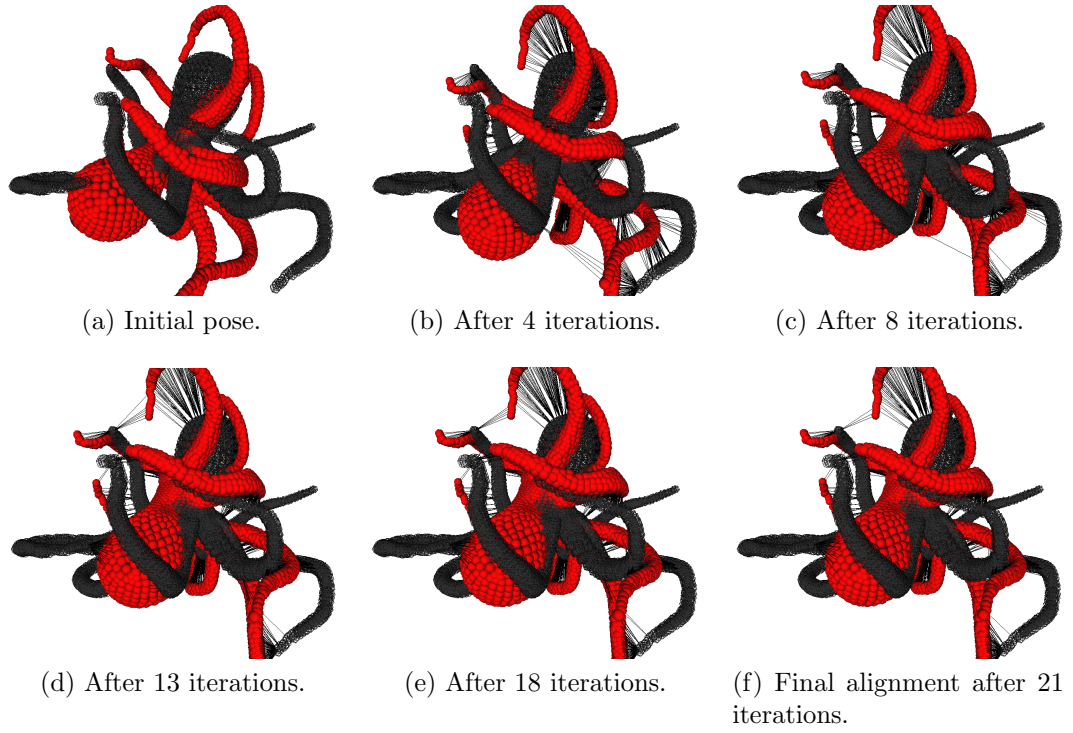 (a) Initial pose.
(b) After 4 iterations.
(c) After 8 iterations.
(d) After 13 iterations.
(e) After 18 iterations.
(f) Final alignment after 21
iterations.